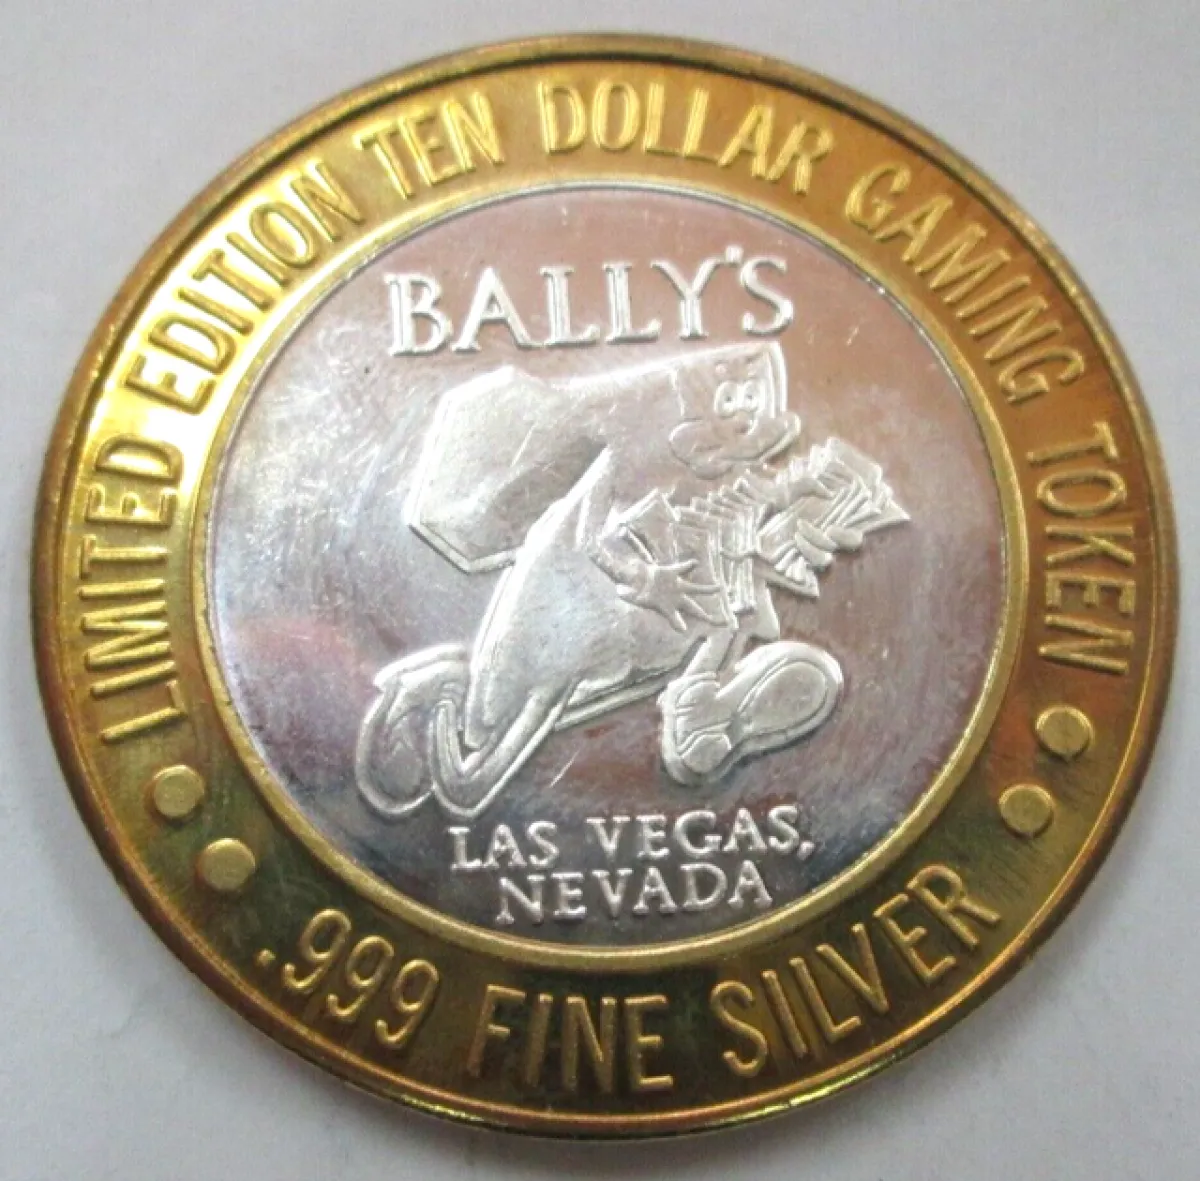 LIMITED EDITION TEN DOLLAR GAMING TOKEN
BALLY'S
LAS VEGAS,
NEVADA
.999 FINE SILVER